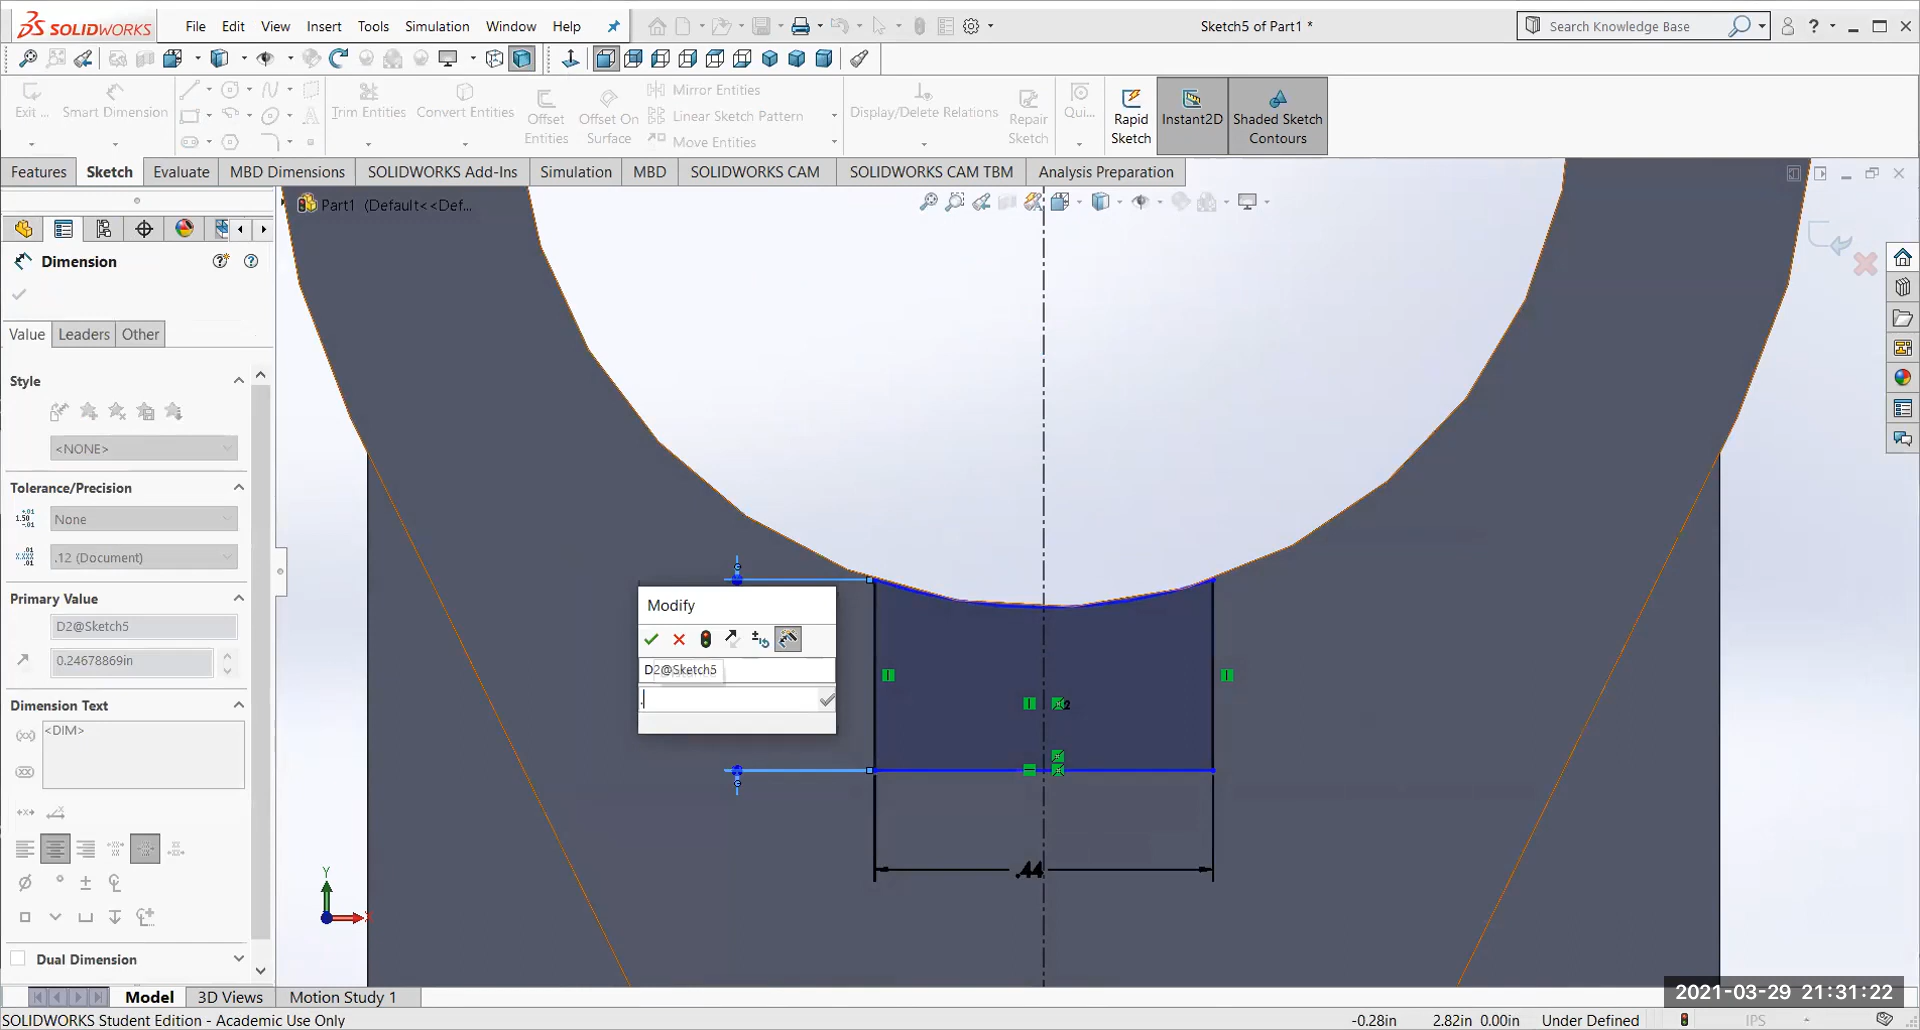 SOLIDWORKS
File Edit View Insert Tools Simulation Window Help
Sketch5 of Part1 *
Search Knowledge Base
?
Exit ...
Smart Dimension
Trim Entities
Convert Entities
Offset Entities
Offset On Surface
Mirror Entities
Linear Sketch Pattern
Move Entities
Display/Delete Relations
Repair Sketch
Qui...
Rapid Sketch
Instant2D
Shaded Sketch Contours
Features Sketch Evaluate MBD Dimensions SOLIDWORKS Add-Ins Simulation MBD SOLIDWORKS CAM SOLIDWORKS CAM TBM Analysis Preparation
Part1 (Default<<Def...
Dimension
Value Leaders Other
Style
<NONE>
Tolerance/Precision
None
.12 (Document)
Primary Value
D2@Sketch5
0.24678869in
Dimension Text
<DIM>
Dual Dimension
Modify
D2@Sketch5
.
2
.44
Y
X
Model 3D Views Motion Study 1
2021-03-29 21:31:22
SOLIDWORKS Student Edition - Academic Use Only
-0.28in 2.82in 0.00in Under Defined IPS